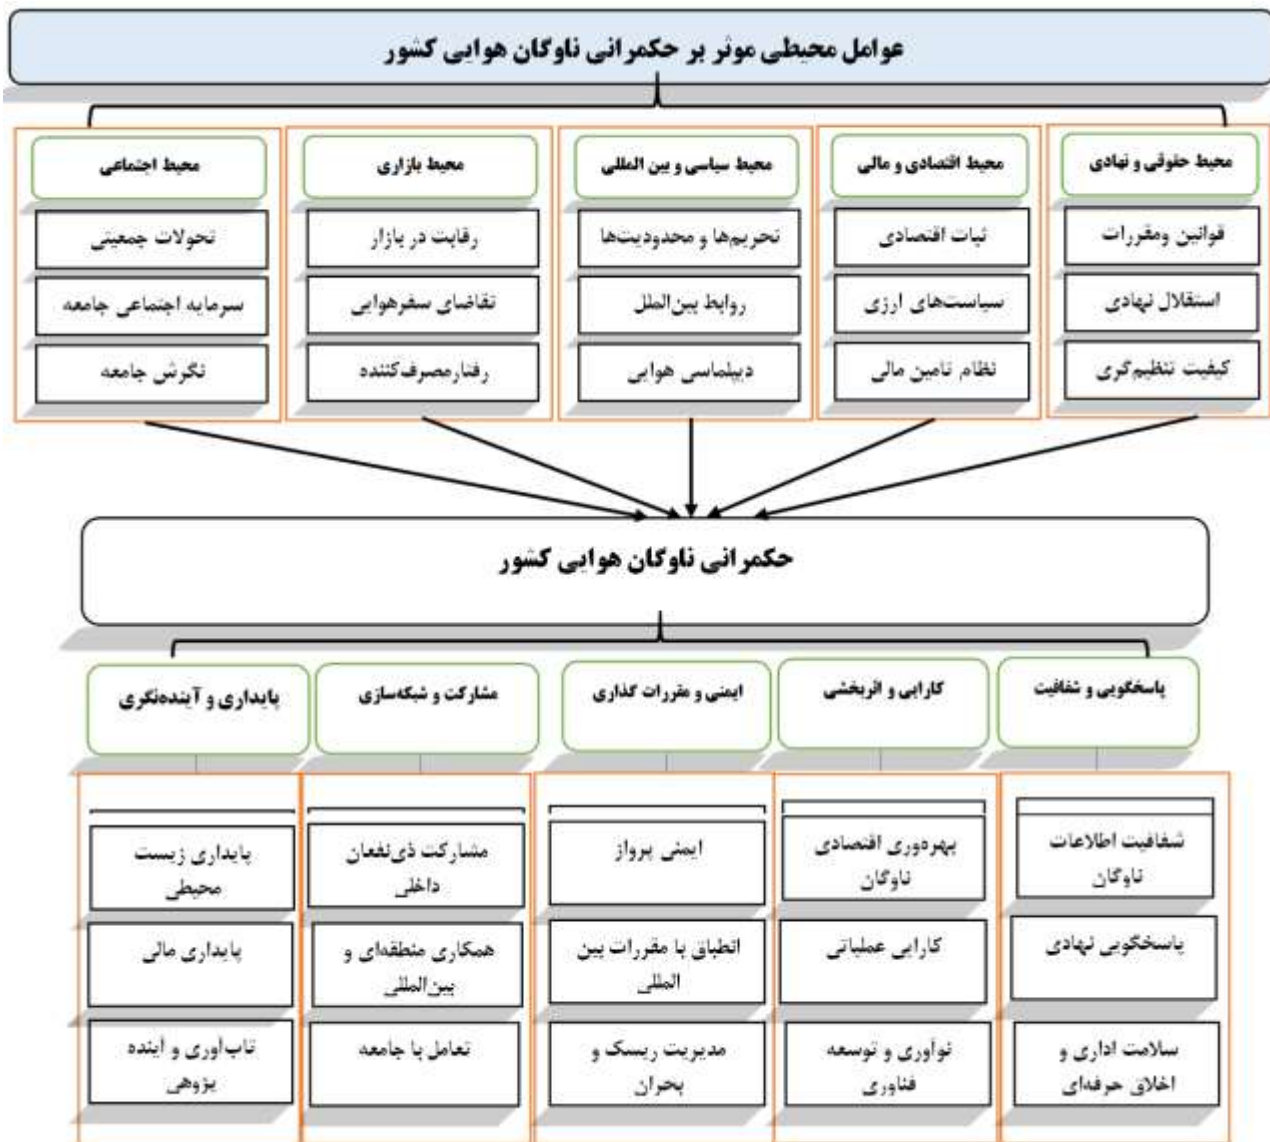 عوامل محیطی موثر بر حکمرانی ناوگان هوایی کشور
محیط حقوقی و نهادی
قوانین ومقررات
استقلال نهادی
کیفیت تنظیم‌گری
محیط اقتصادی و مالی
ثبات اقتصادی
سیاست‌های ارزی
نظام تامین مالی
محیط سیاسی و بین المللی
تحریم‌ها و محدودیت‌ها
روابط بین‌الملل
دیپلماسی هوایی
محیط بازاری
رقابت در بازار
تقاضای سفرهوایی
رفتارمصرف‌کننده
محیط اجتماعی
تحولات جمعیتی
سرمایه اجتماعی جامعه
نگرش جامعه
حکمرانی ناوگان هوایی کشور
پاسخگویی و شفافیت
شفافیت اطلاعات
ناوگان
پاسخگویی نهادی
سلامت اداری و
اخلاق حرفه‌ای
کارایی و اثربخشی
بهره‌وری اقتصادی
ناوگان
کارایی عملیاتی
نوآوری و توسعه
فناوری
ایمنی و مقررات گذاری
ایمنی پرواز
انطباق با مقررات بین
المللی
مدیریت ریسک و
بحران
مشارکت و شبکه‌سازی
مشارکت ذی‌نفعان
داخلی
همکاری منطقه‌ای و
بین‌المللی
تعامل با جامعه
پایداری و آینده‌نگری
پایداری زیست
محیطی
پایداری مالی
تاب‌آوری و آینده
پژوهی